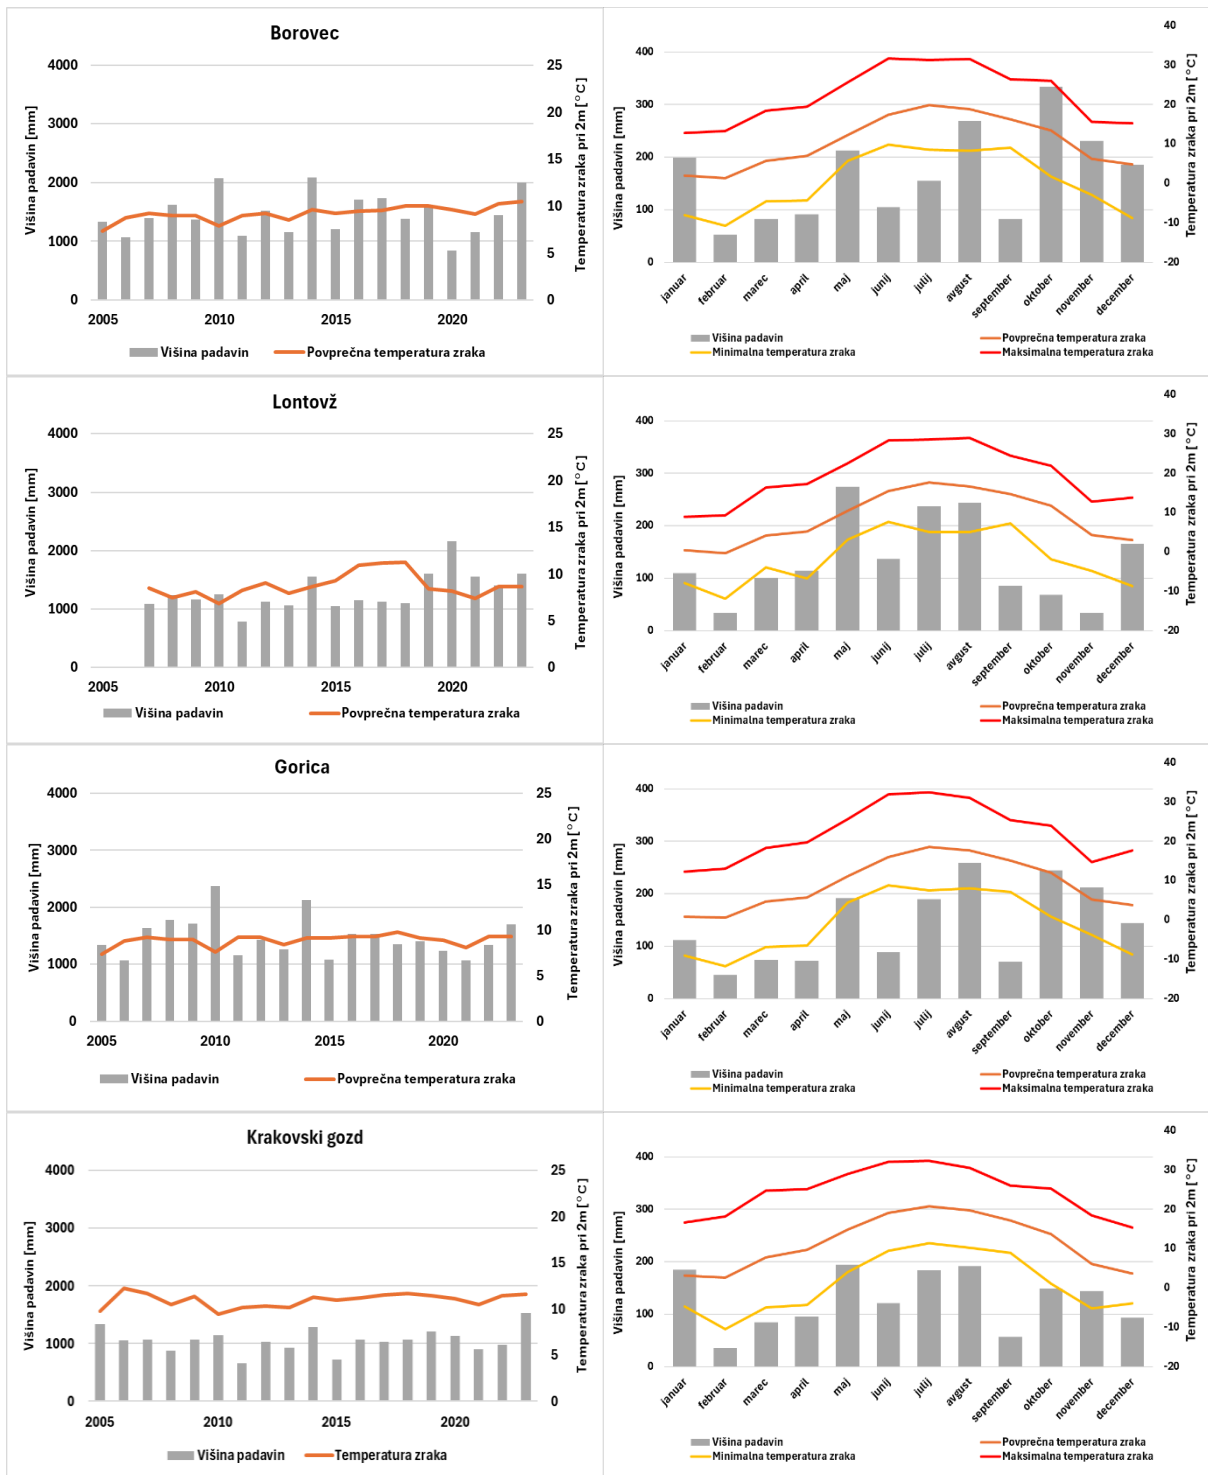 Borovec
Višina padavin [mm]
4000
3000
2000
1000
0
25
20
15
10
5
0
Temperatura zraka pri 2m [°C]
2005 2010 2015 2020
Višina padavin Povprečna temperatura zraka
Višina padavin [mm]
400
300
200
100
0
40
30
20
10
0
-10
-20
Temperatura zraka pri 2m [°C]
januar februar marec april maj junij julij avgust september oktober november december
Višina padavin Povprečna temperatura zraka
Minimalna temperatura zraka Maksimalna temperatura zraka
Lontovž
Višina padavin [mm]
4000
3000
2000
1000
0
25
20
15
10
5
0
Temperatura zraka pri 2m [°C]
2005 2010 2015 2020
Višina padavin Povprečna temperatura zraka
Višina padavin [mm]
400
300
200
100
0
40
30
20
10
0
-10
-20
Temperatura zraka pri 2m [°C]
januar februar marec april maj junij julij avgust september oktober november december
Višina padavin Povprečna temperatura zraka
Minimalna temperatura zraka Maksimalna temperatura zraka
Gorica
Višina padavin [mm]
4000
3000
2000
1000
0
25
20
15
10
5
0
Temperatura zraka pri 2m [°C]
2005 2010 2015 2020
Višina padavin Povprečna temperatura zraka
Višina padavin [mm]
400
300
200
100
0
40
30
20
10
0
-10
-20
Temperatura zraka pri 2m [°C]
januar februar marec april maj junij julij avgust september oktober november december
Višina padavin Povprečna temperatura zraka
Minimalna temperatura zraka Maksimalna temperatura zraka
Krakovski gozd
Višina padavin [mm]
4000
3000
2000
1000
0
25
20
15
10
5
0
Temperatura zraka pri 2m [°C]
2005 2010 2015 2020
Višina padavin Temperatura zraka
Višina padavin [mm]
400
300
200
100
0
40
30
20
10
0
-10
-20
Temperatura zraka pri 2m [°C]
januar februar marec april maj junij julij avgust september oktober november december
Višina padavin Povprečna temperatura zraka
Minimalna temperatura zraka Maksimalna temperatura zraka